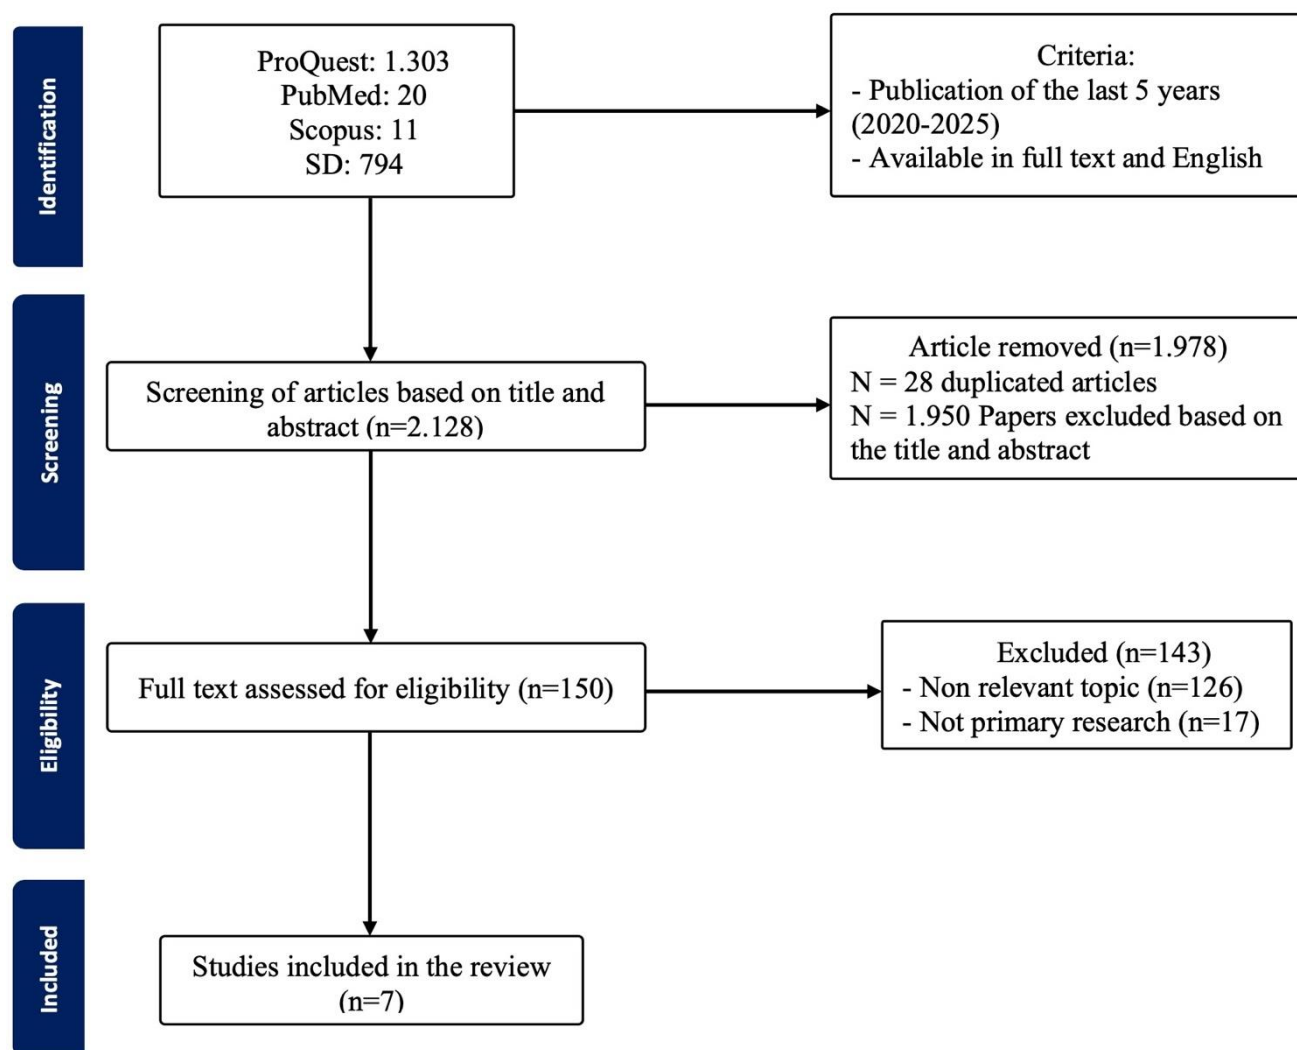 Identification
ProQuest: 1.303
PubMed: 20
Scopus: 11
SD: 794
Criteria:
- Publication of the last 5 years
(2020-2025)
- Available in full text and English
Screening
Screening of articles based on title and
abstract (n=2.128)
Article removed (n=1.978)
N = 28 duplicated articles
N = 1.950 Papers excluded based on
the title and abstract
Eligibility
Full text assessed for eligibility (n=150)
Excluded (n=143)
- Non relevant topic (n=126)
- Not primary research (n=17)
Included
Studies included in the review
(n=7)